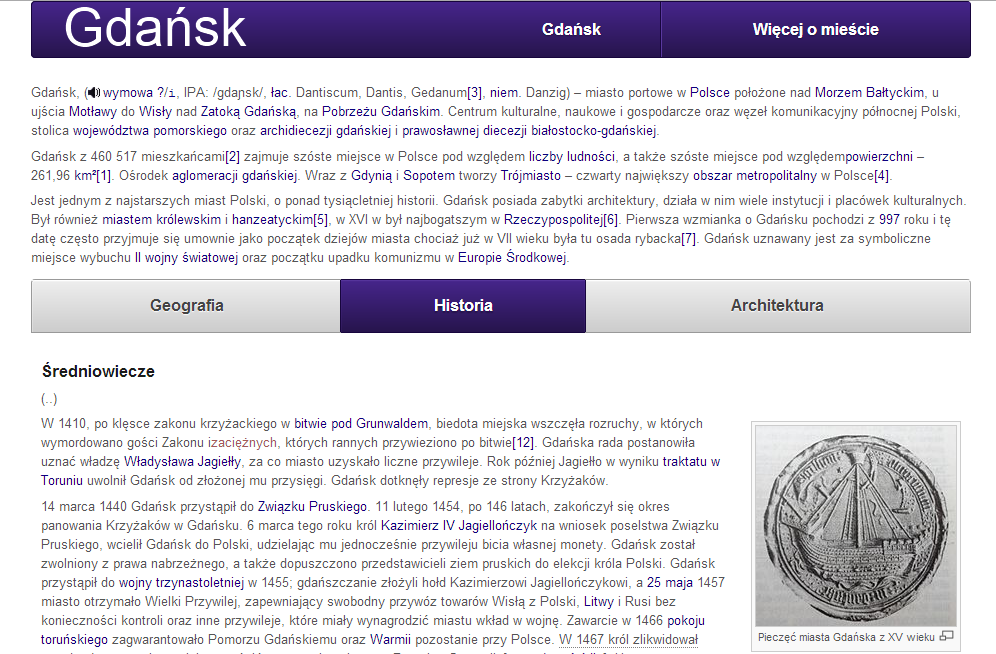 Gdańsk
Gdańsk
Więcej o mieście
Gdańsk, (wymowa ?/i, IPA: /gdaɲsk/, łac. Dantiscum, Dantis, Gedanum[3], niem. Danzig) – miasto portowe w Polsce położone nad Morzem Bałtyckim, u
ujścia Motławy do Wisły nad Zatoką Gdańską, na Pobrzeżu Gdańskim. Centrum kulturalne, naukowe i gospodarcze oraz węzeł komunikacyjny północnej Polski,
stolica województwa pomorskiego oraz archidiecezji gdańskiej i prawosławnej diecezji białostocko-gdańskiej.
Gdańsk z 460 517 mieszkańcami[2] zajmuje szóste miejsce w Polsce pod względem liczby ludności, a także szóste miejsce pod względempowierzchni –
261,96 km²[1]. Ośrodek aglomeracji gdańskiej. Wraz z Gdynią i Sopotem tworzy Trójmiasto – czwarty największy obszar metropolitalny w Polsce[4].
Jest jednym z najstarszych miast Polski, o ponad tysiącletniej historii. Gdańsk posiada zabytki architektury, działa w nim wiele instytucji i placówek kulturalnych.
Był również miastem królewskim i hanzeatyckim[5], w XVI w był najbogatszym w Rzeczypospolitej[6]. Pierwsza wzmianka o Gdańsku pochodzi z 997 roku i tę
datę często przyjmuje się umownie jako początek dziejów miasta chociaż już w VII wieku była tu osada rybacka[7]. Gdańsk uznawany jest za symboliczne
miejsce wybuchu II wojny światowej oraz początku upadku komunizmu w Europie Środkowej.
Geografia
Historia
Architektura
Średniowiecze
(..)
W 1410, po klęsce zakonu krzyżackiego w bitwie pod Grunwaldem, biedota miejska wszczęła rozruchy, w których
wymordowano gości Zakonu izaciężnych, których rannych przywieziono po bitwie[12]. Gdańska rada postanowiła
uznać władzę Władysława Jagiełły, za co miasto uzyskało liczne przywileje. Rok później Jagiełło w wyniku traktatu w
Toruniu uwolnił Gdańsk od złożonej mu przysięgi. Gdańsk dotknęły represje ze strony Krzyżaków.
14 marca 1440 Gdańsk przystąpił do Związku Pruskiego. 11 lutego 1454, po 146 latach, zakończył się okres
panowania Krzyżaków w Gdańsku. 6 marca tego roku król Kazimierz IV Jagiellończyk na wniosek poselstwa Związku
Pruskiego, wcielił Gdańsk do Polski, udzielając mu jednocześnie przywileju bicia własnej monety. Gdańsk został
zwolniony z prawa nabrzeżnego, a także dopuszczono przedstawicieli ziem pruskich do elekcji króla Polski. Gdańsk
przystąpił do wojny trzynastoletniej w 1455; gdańszczanie złożyli hołd Kazimierzowi Jagiellończykowi, a 25 maja 1457
miasto otrzymało Wielki Przywilej, zapewniający swobodny przywóz towarów Wisłą z Polski, Litwy i Rusi bez
konieczności kontroli oraz inne przywileje, które miały wynagrodzić miastu wkład w wojnę. Zawarcie w 1466 pokoju
toruńskiego zagwarantowało Pomorzu Gdańskiemu oraz Warmii pozostanie przy Polsce. W 1467 król zlikwidował
Pieczęć miasta Gdańska z XV wieku